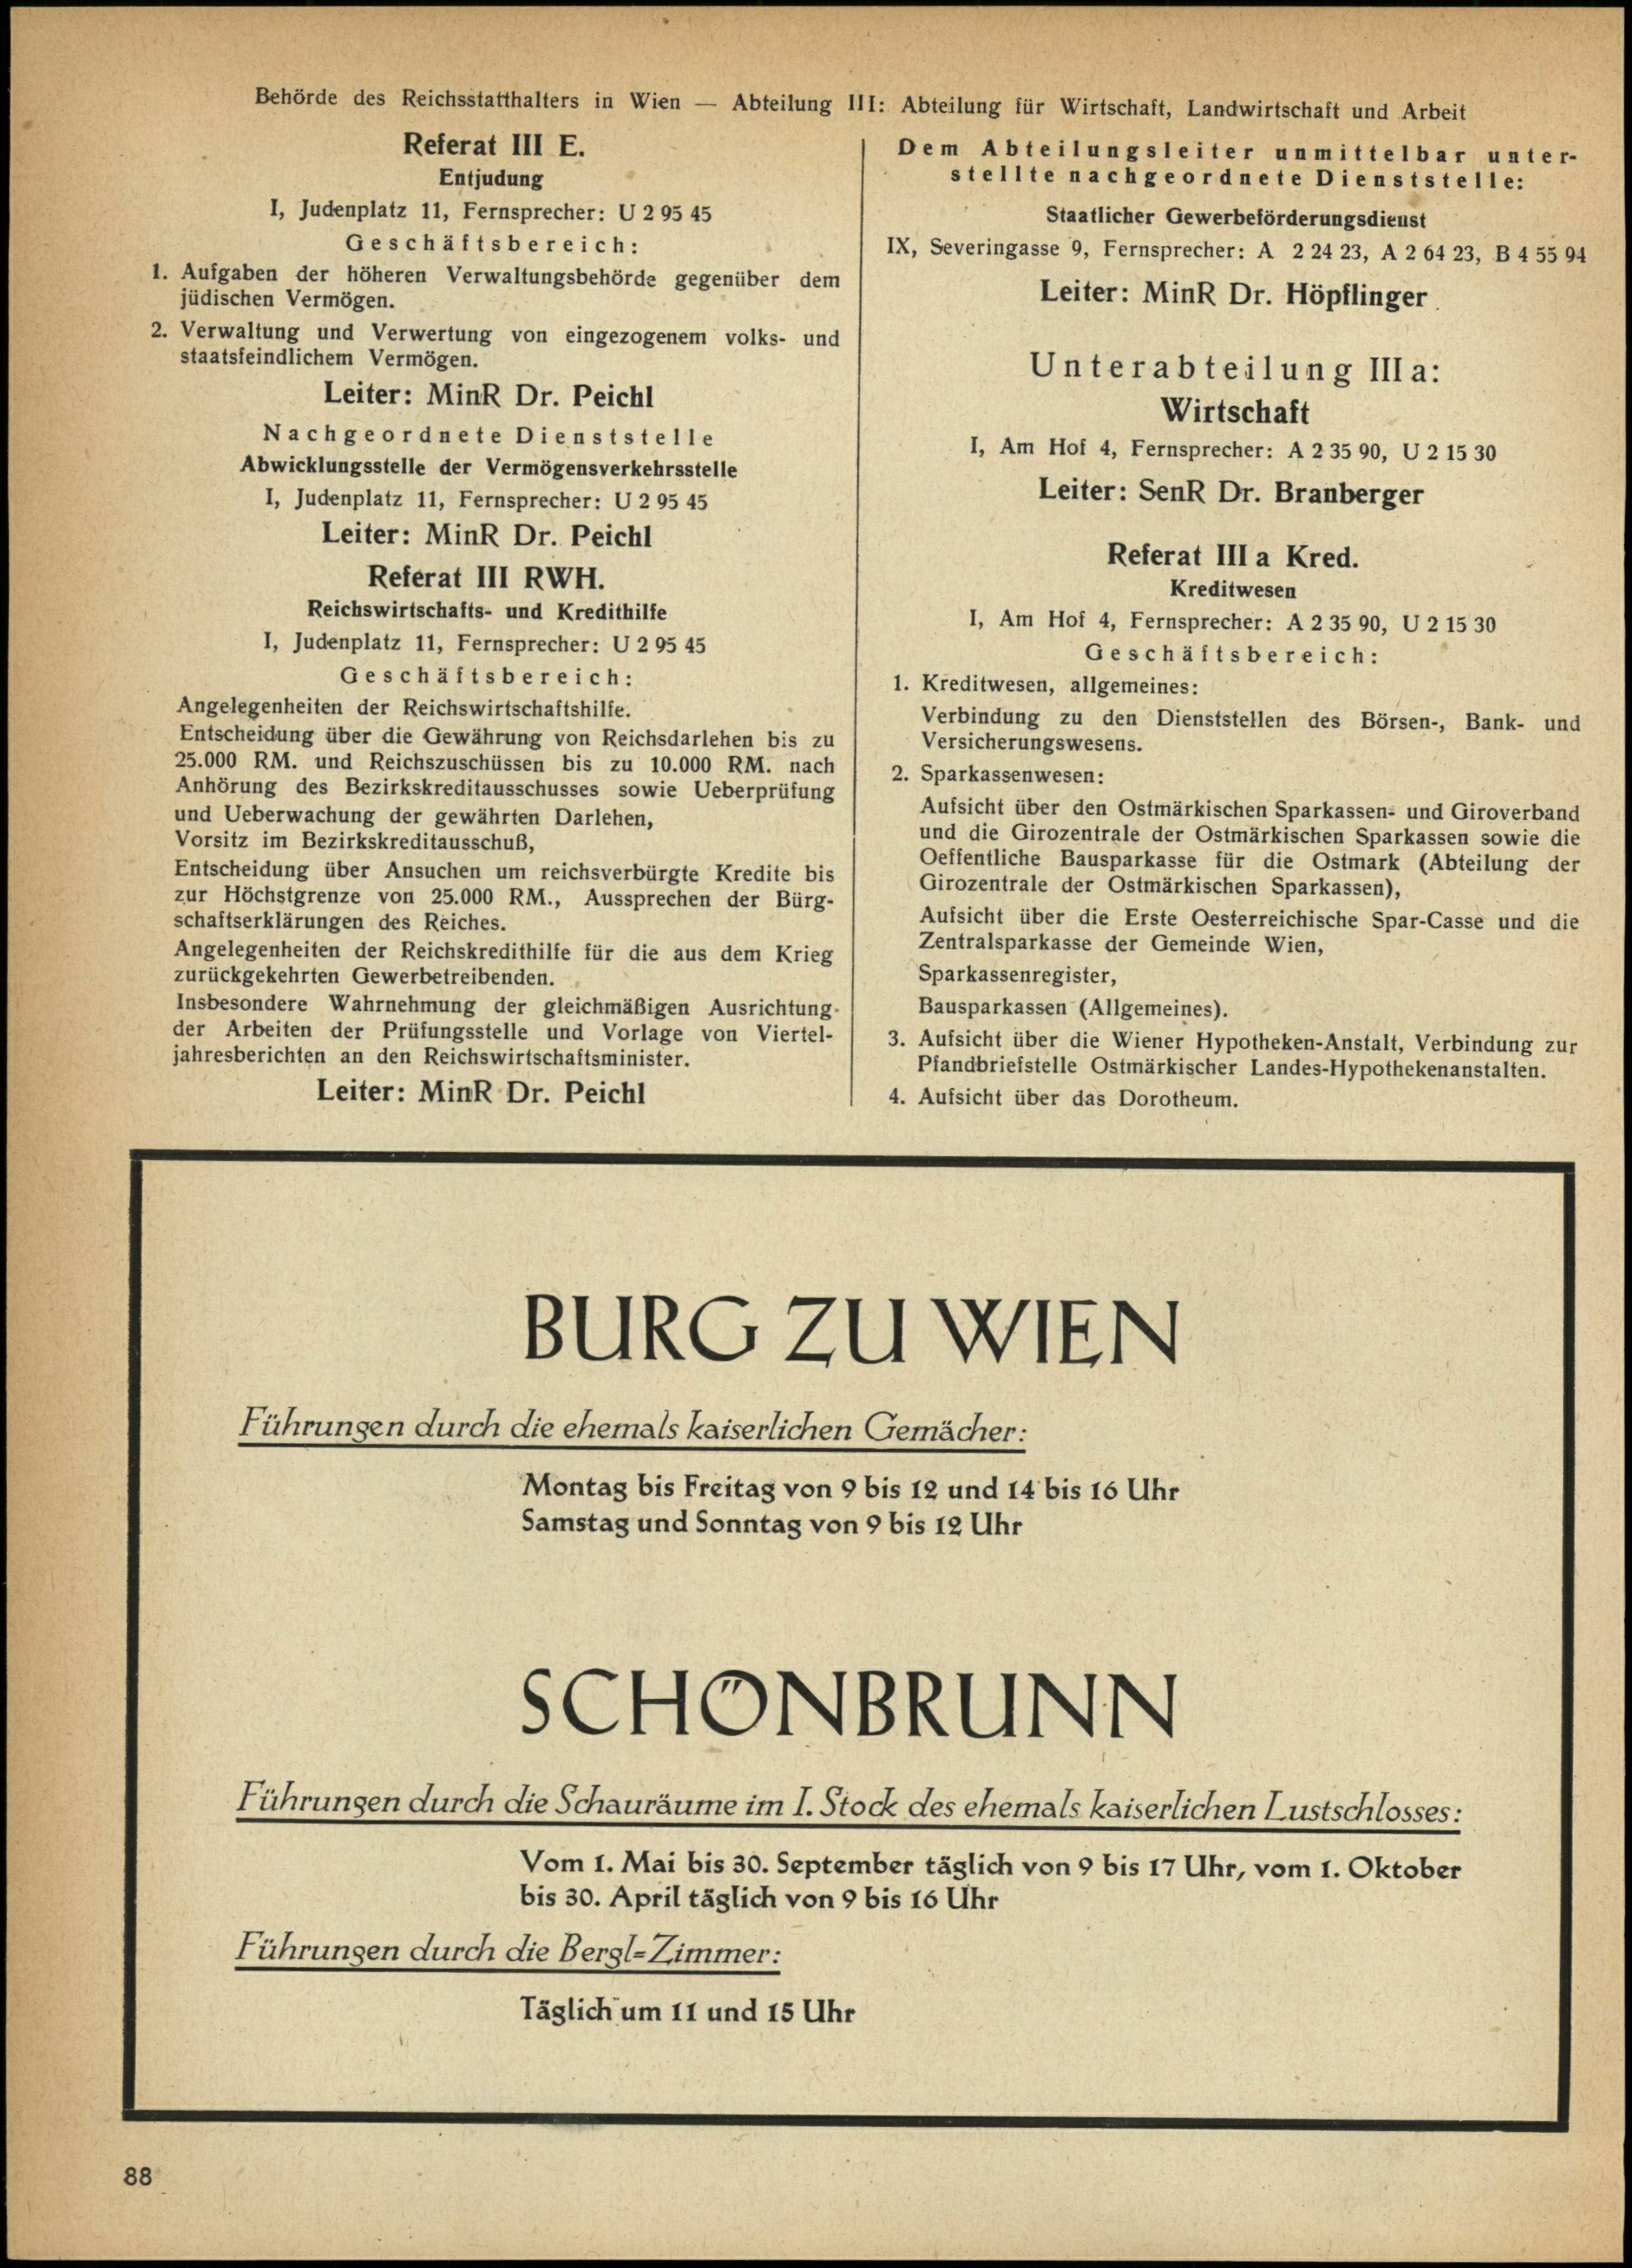 Behörde des Reichsstatthalters in Wien — Abteilung III: Abteilung für Wirtschaft, Landwirtschaft und Arbeit
Referat III E.
Entjudung
I, Judenplatz 11, Fernsprecher: U 2 95 45
Geschäftsbereich:
1. Aufgaben der höheren Verwaltungsbehörde gegenüber dem
jüdischen Vermögen.
2. Verwaltung und Verwertung von eingezogenem volks- und
staatsfeindlichem Vermögen.
Leiter: MinR Dr. Peichl
Nachgeordnete Dienststelle
Abwicklungsstelle der Vermögensverkehrsstelle
I, Judenplatz 11, Fernsprecher: U 2 95 45
Leiter: MinR Dr. Peichl
Referat III RWH.
Reichswirtschafts- und Kredithilfe
I, Judenplatz 11, Fernsprecher: U 2 95 45
Geschäftsbereich:
Angelegenheiten der Reichswirtschaftshilfe.
Entscheidung über die Gewährung von Reichsdarlehen bis zu
25.000 RM. und Reichszuschüssen bis zu 10.000 RM. nach
Anhörung des Bezirkskreditausschusses sowie Ueberprüfung
und Ueberwachung der gewährten Darlehen,
Vorsitz im Bezirkskreditausschuß,
Entscheidung über Ansuchen um reichsverbürgte Kredite bis
zur Höchstgrenze von 25.000 RM., Aussprechen der Bürg-
schaftserklärungen des Reiches.
Angelegenheiten der Reichskredithilfe für die aus dem Krieg
zurückgekehrten Gewerbetreibenden.
Insbesondere Wahrnehmung der gleichmäßigen Ausrichtung
der Arbeiten der Prüfungsstelle und Vorlage von Viertel-
jahresberichten an den Reichswirtschaftsminister.
Leiter: MinR Dr. Peichl
Dem Abteilungsleiter unmittelbar unter-
stellte nachgeordnete Dienststelle:
Staatlicher Gewerbeförderungsdienst
IX, Severingasse 9, Fernsprecher: A 2 24 23, A 2 64 23, B 4 55 94
Leiter: MinR Dr. Höpflinger
Unterabteilung III a:
Wirtschaft
I, Am Hof 4, Fernsprecher: A 2 35 90, U 2 15 30
Leiter: SenR Dr. Branberger
Referat III a Kred.
Kreditwesen
I, Am Hof 4, Fernsprecher: A 2 35 90, U 2 15 30
Geschäftsbereich:
1. Kreditwesen, allgemeines:
Verbindung zu den Dienststellen des Börsen-, Bank- und
Versicherungswesens.
2. Sparkassenwesen:
Aufsicht über den Ostmärkischen Sparkassen- und Giroverband
und die Girozentrale der Ostmärkischen Sparkassen sowie die
Oeffentliche Bausparkasse für die Ostmark (Abteilung der
Girozentrale der Ostmärkischen Sparkassen),
Aufsicht über die Erste Oesterreichische Spar-Casse und die
Zentralsparkasse der Gemeinde Wien,
Sparkassenregister,
Bausparkassen (Allgemeines).
3. Aufsicht über die Wiener Hypotheken-Anstalt, Verbindung zur
Pfandbriefstelle Ostmärkischer Landes-Hypothekenanstalten.
4. Aufsicht über das Dorotheum.
BURG ZU WIEN
Führungen durch die ehemals kaiserlichen Gemächer:
Montag bis Freitag von 9 bis 12 und 14 bis 16 Uhr
Samstag und Sonntag von 9 bis 12 Uhr
SCHÖNBRUNN
Führungen durch die Schauräume im I. Stock des ehemals kaiserlichen Lustschlosses:
Vom 1. Mai bis 30. September täglich von 9 bis 17 Uhr, vom 1. Oktober
bis 30. April täglich von 9 bis 16 Uhr
Führungen durch die Bergl-Zimmer:
Täglich um 11 und 15 Uhr
88